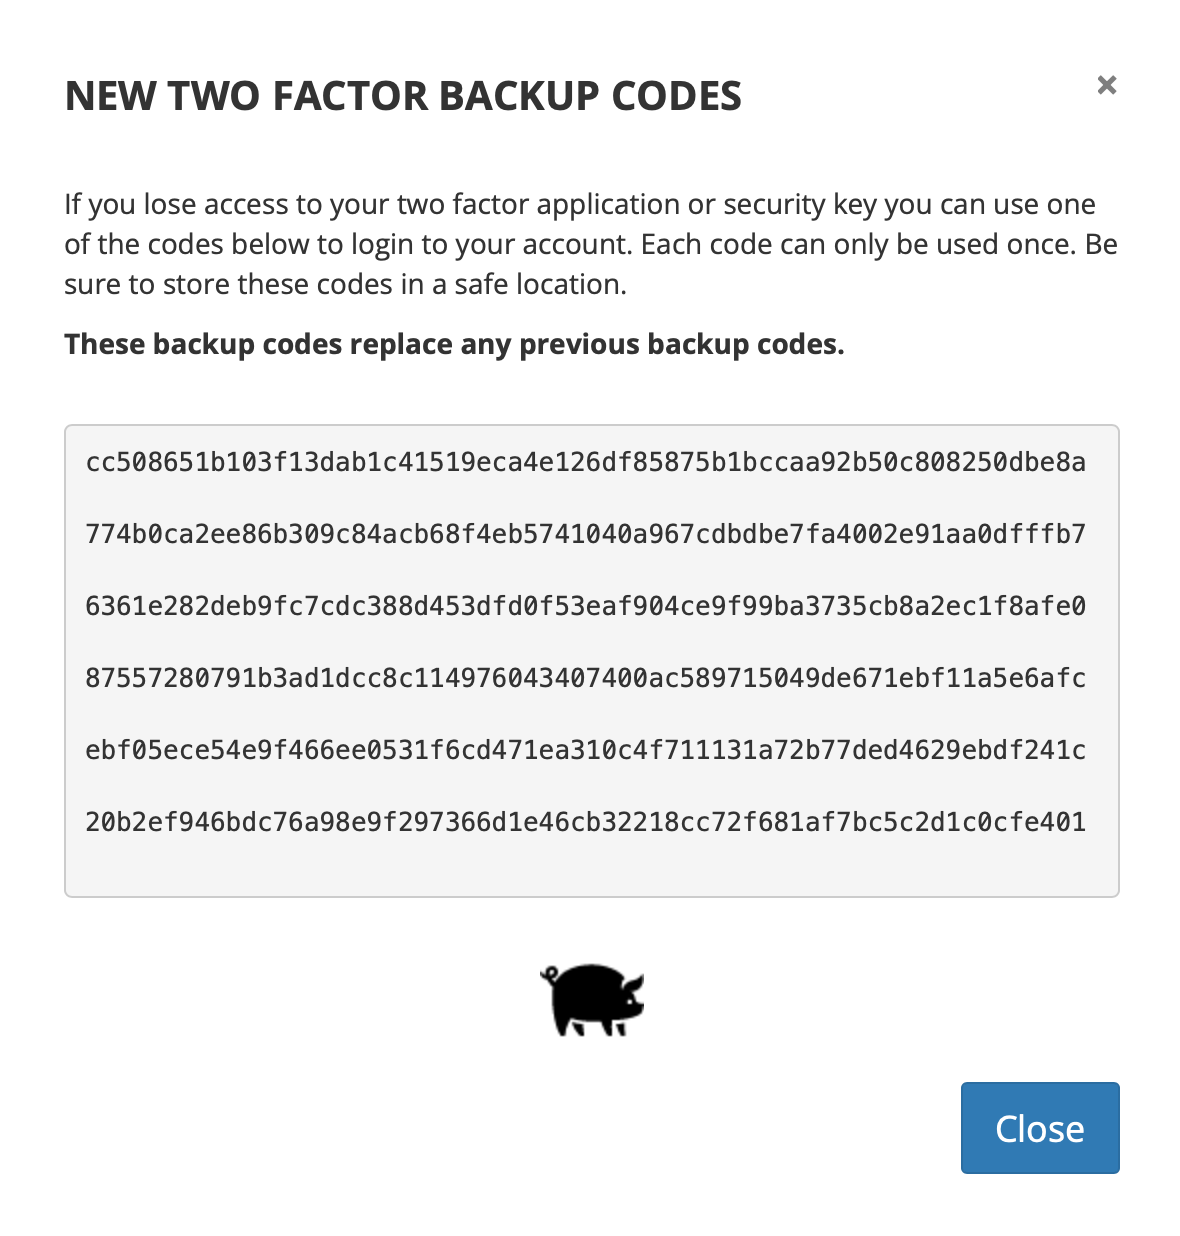 NEW TWO FACTOR BACKUP CODES
×
If you lose access to your two factor application or security key you can use one
of the codes below to login to your account. Each code can only be used once. Be
sure to store these codes in a safe location.
These backup codes replace any previous backup codes.
cc508651b103f13dab1c41519eca4e126df85875b1bccaa92b50c808250dbe8a
774b0ca2ee86b309c84acb68f4eb5741040a967cdbdbe7fa4002e91aa0dfffb7
6361e282deb9fc7cdc388d453dfd0f53eaf904ce9f99ba3735cb8a2ec1f8afe0
87557280791b3ad1dcc8c114976043407400ac589715049de671ebf11a5e6afc
ebf05ece54e9f466ee0531f6cd471ea310c4f711131a72b77ded4629ebdf241c
20b2ef946bdc76a98e9f297366d1e46cb32218cc72f681af7bc5c2d1c0cfe401
Close